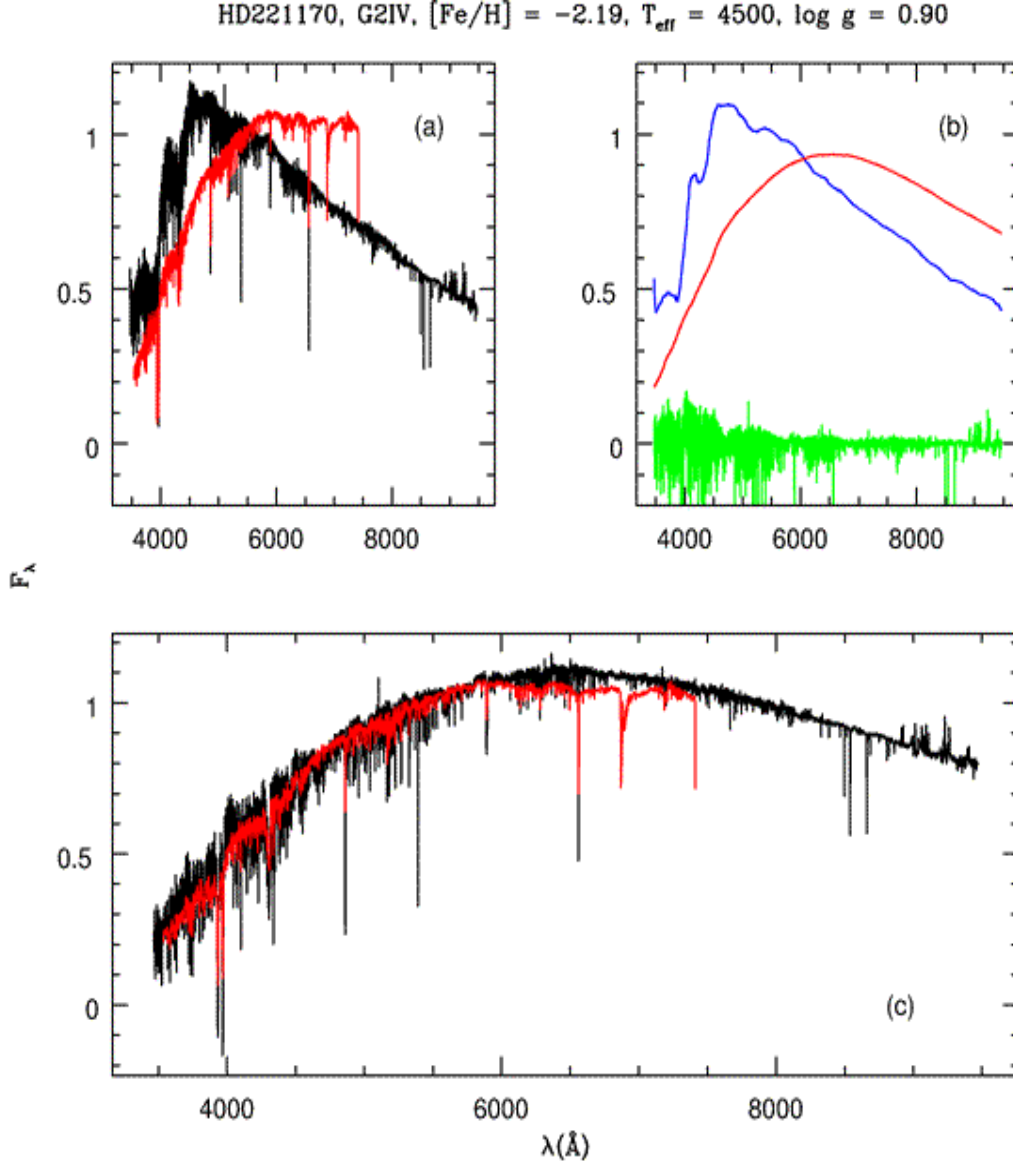 HD221170, G2IV, [Fe/H] = −2.19, T_eff = 4500, log g = 0.90
(a)
(b)
1
0.5
0
4000 6000 8000
1
0.5
0
4000 6000 8000
F_λ
1
0.5
0
(c)
4000 6000 8000
λ(Å)